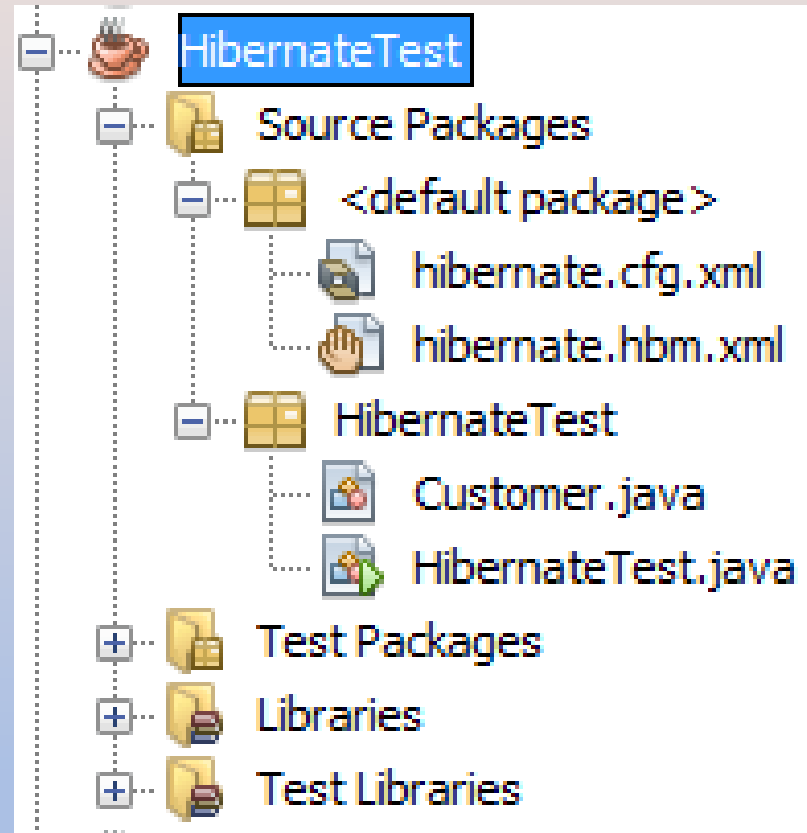 HibernateTest
Source Packages
<default package>
hibernate.cfg.xml
hibernate.hbm.xml
HibernateTest
Customer.java
HibernateTest.java
Test Packages
Libraries
Test Libraries